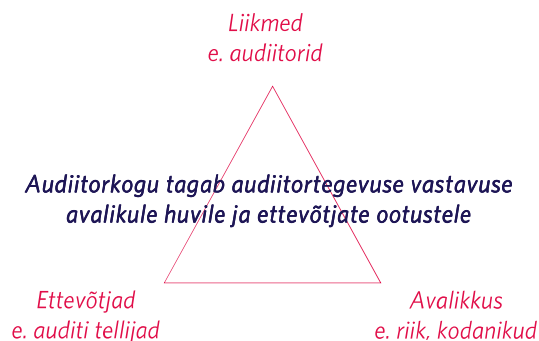 Liikmed
e. audiitorid
Audiitorkogu tagab audiitortegevuse vastavuse
avalikule huvile ja ettevõtjate ootustele
Ettevõtjad
e. auditi tellijad
Avalikkus
e. riik, kodanikud